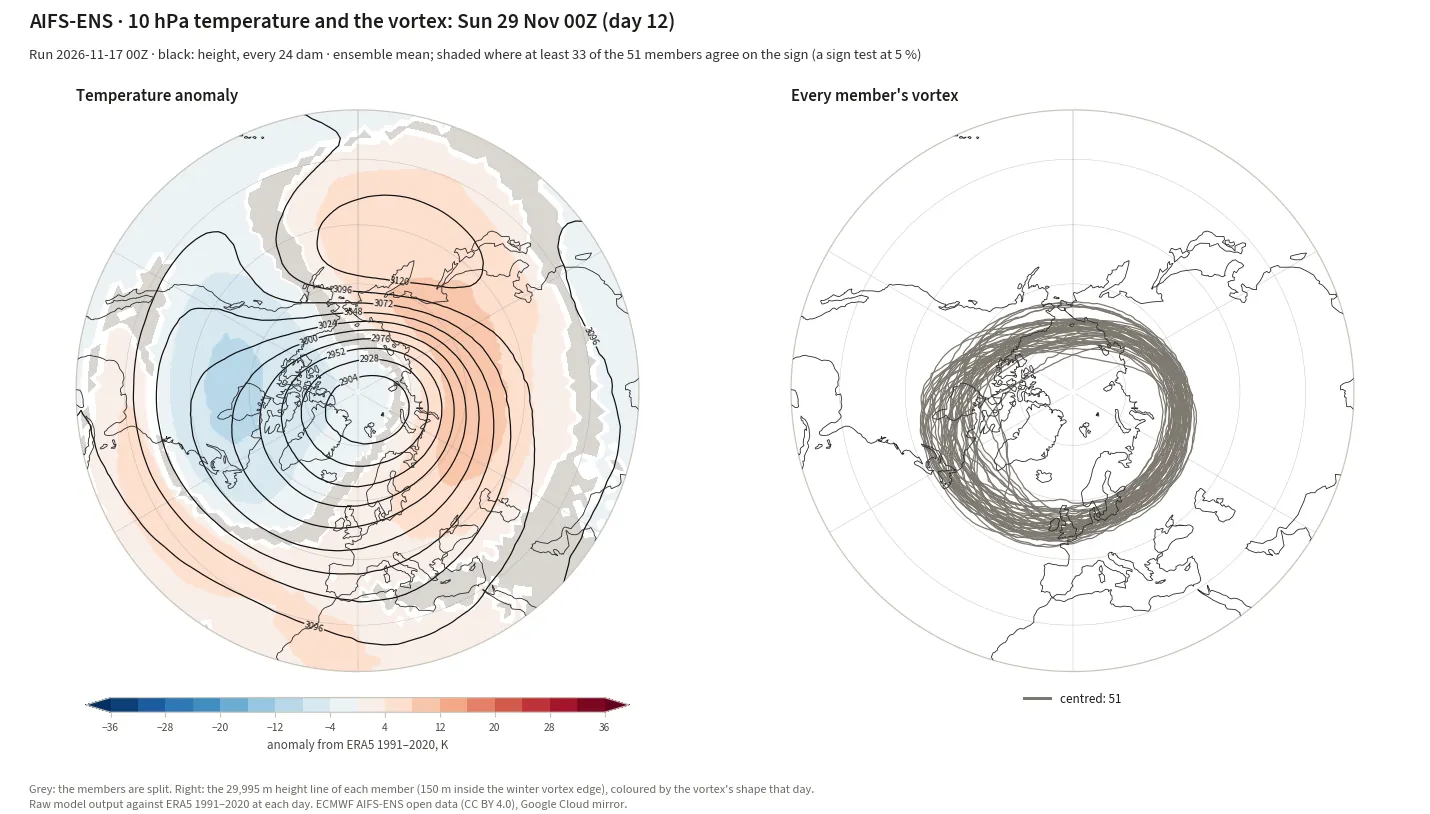 AIFS-ENS · 10 hPa temperature and the vortex: Sun 29 Nov 00Z (day 12)
Run 2026-11-17 00Z · black: height, every 24 dam · ensemble mean; shaded where at least 33 of the 51 members agree on the sign (a sign test at 5 %)
Temperature anomaly
Every member's vortex
3120
3096
3072
3048
3024
3000
2976
2952
2928
2904
3096
3096
−36 −28 −20 −12 −4 4 12 20 28 36
anomaly from ERA5 1991–2020, K
centred: 51
Grey: the members are split. Right: the 29,995 m height line of each member (150 m inside the winter vortex edge), coloured by the vortex's shape that day.
Raw model output against ERA5 1991–2020 at each day. ECMWF AIFS-ENS open data (CC BY 4.0), Google Cloud mirror.